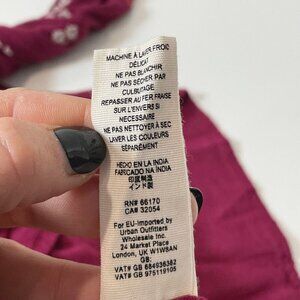 MACHINE À LAVER FROID
DÉLICAT
NE PAS BLANCHIR
NE PAS SÉCHER PAR
CULBUTAGE
REPASSER AU FER FRAISE
SUR L'ENVERS SI
NECESSAIRE
NE PAS NETTOYER À SEC
LAVER LES COULEURS
SÉPARÉMENT
HECHO EN LA INDIA
FABRICADO NA ÍNDIA
印度製造
インド製
RN# 66170
CA# 32054
For EU-Imported by
Urban Outfitters
Wholesale Inc.
24 Market Place
London, UK W1W8AN
GB:
VAT# GB 684936382
VAT# GB 975119105